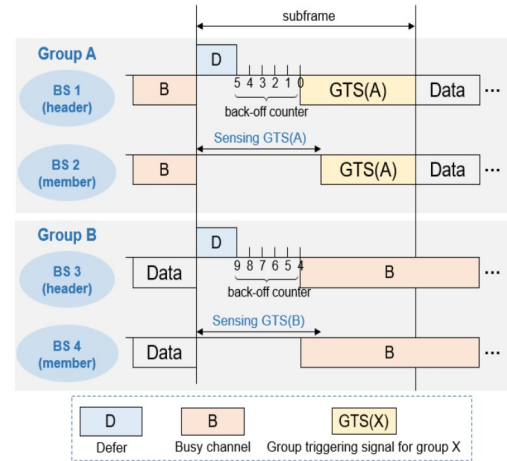 subframe
Group A
D
BS 1
(header)
B
5 4 3 2 1 0
GTS(A)
Data
...
back-off counter
Sensing GTS(A)
BS 2
(member)
B
GTS(A)
Data
...
Group B
D
BS 3
(header)
Data
9 8 7 6 5 4
B
...
back-off counter
Sensing GTS(B)
BS 4
(member)
Data
B
...
D
B
GTS(X)
Defer
Busy channel
Group triggering signal for group X